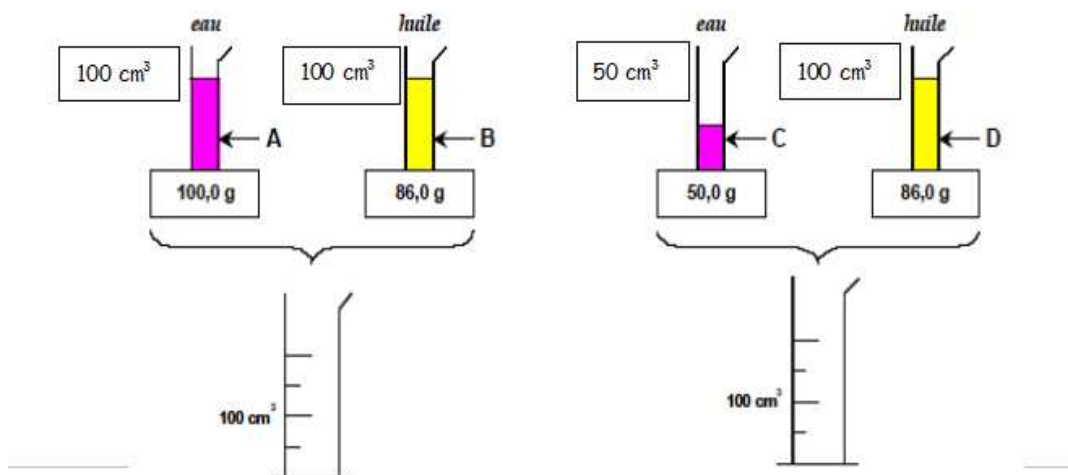 eau huile eau huile
100 cm³ 100 cm³ 50 cm³ 100 cm³
A B C D
100,0 g 86,0 g 50,0 g 86,0 g
100 cm³ 100 cm³